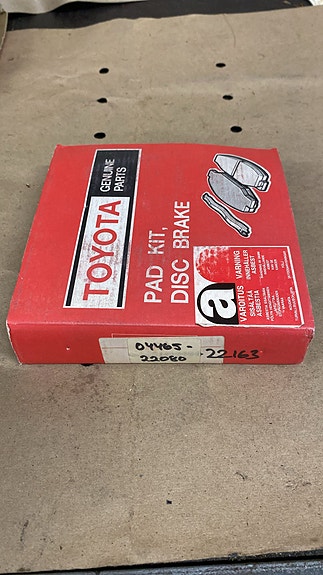 TOYOTA
GENUINE
PARTS
PAD KIT,
DISC BRAKE
a
VARNING
INNEHÅLLER
ASBEST
VAROITUS
SISÄLTÄÄ
ASBESTIA
04465-
22080
22163